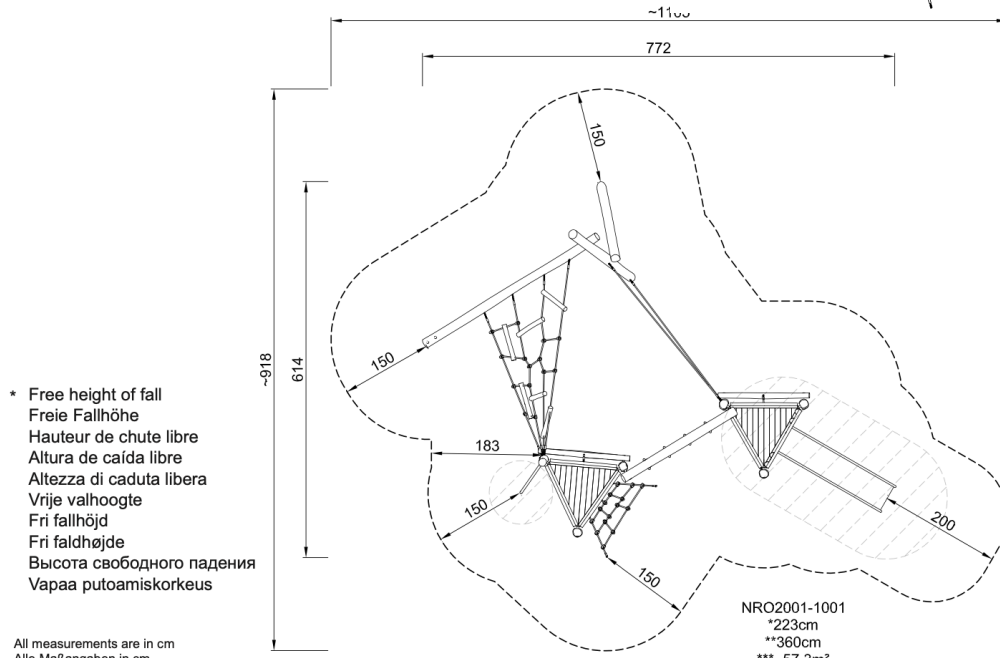 772
150
~918
614
150
* Free height of fall
Freie Fallhöhe
Hauteur de chute libre
Altura de caída libre
Altezza di caduta libera
Vrije valhoogte
Fri fallhöjd
Fri faldhøjde
Высота свободного падения
Vapaa putoamiskorkeus
183
150
200
150
NRO2001-1001
*223cm
**360cm
All measurements are in cm